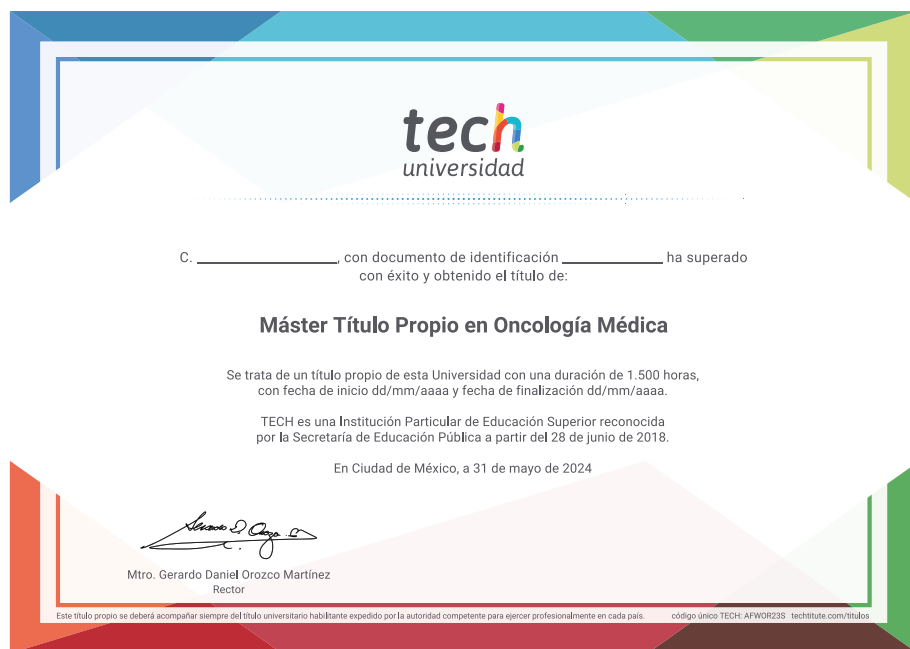 tech
universidad
C. ____________, con documento de identificación ____________ ha superado
con éxito y obtenido el título de:
Máster Título Propio en Oncología Médica
Se trata de un título propio de esta Universidad con una duración de 1.500 horas,
con fecha de inicio dd/mm/aaaa y fecha de finalización dd/mm/aaaa.
TECH es una Institución Particular de Educación Superior reconocida
por la Secretaría de Educación Pública a partir del 28 de junio de 2018.
En Ciudad de México, a 31 de mayo de 2024
Mtro. Gerardo Daniel Orozco Martínez
Rector
Este título propio se deberá acompañar siempre del título universitario habilitante expedido por la autoridad competente para ejercer profesionalmente en cada país. código único TECH: AFWOR23S techtitute.com/titulos